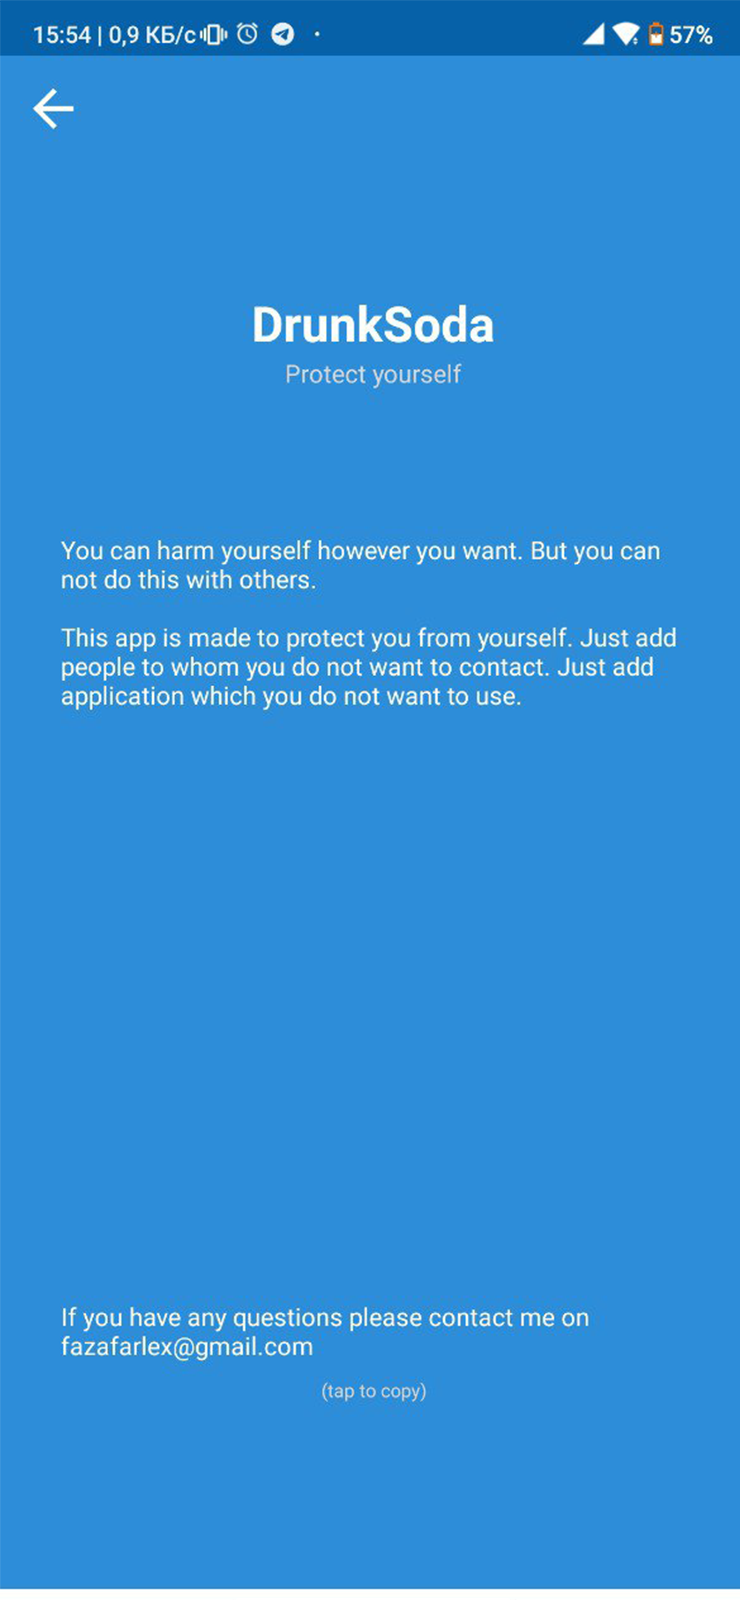 15:54 | 0,9 КБ/с 57%
DrunkSoda
Protect yourself
You can harm yourself however you want. But you can
not do this with others.
This app is made to protect you from yourself. Just add
people to whom you do not want to contact. Just add
application which you do not want to use.
If you have any questions please contact me on
fazafarlex@gmail.com
(tap to copy)